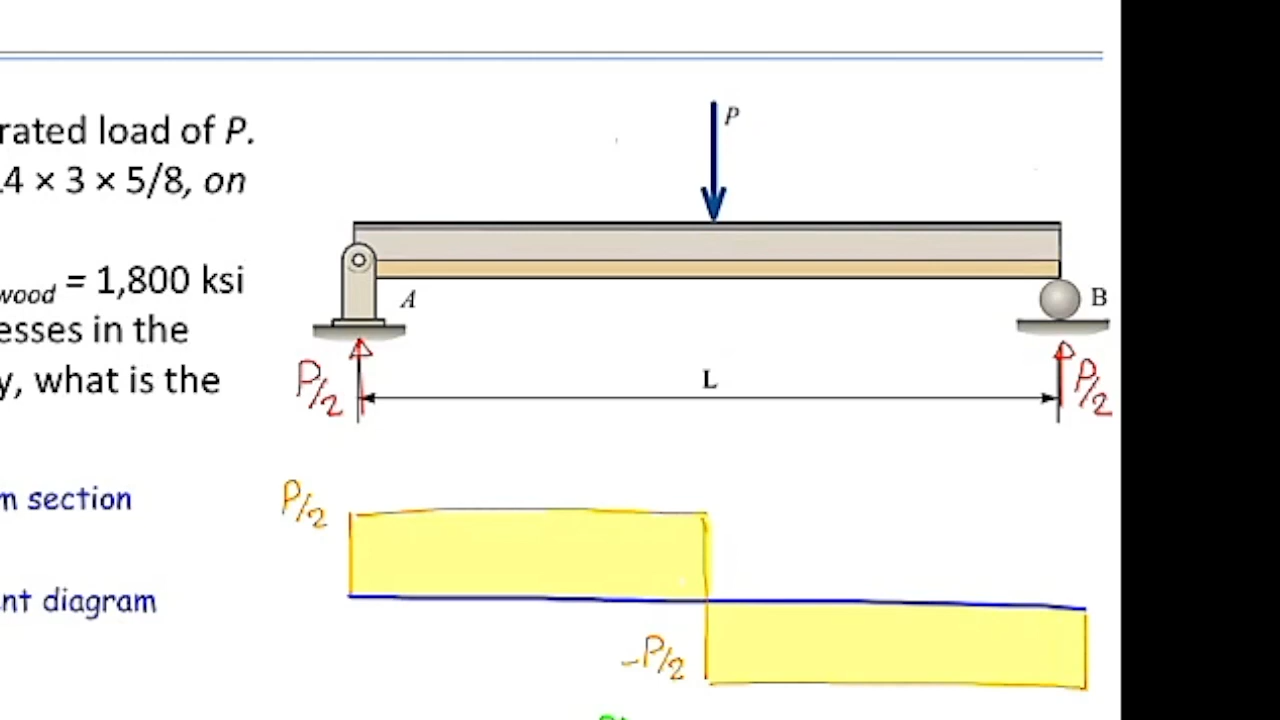 rated load of P.
4 × 3 × 5/8, on
wood = 1,800 ksi
esses in the
y, what is the
m section
nt diagram
P
A
B
P/2
L
P/2
P/2
-P/2